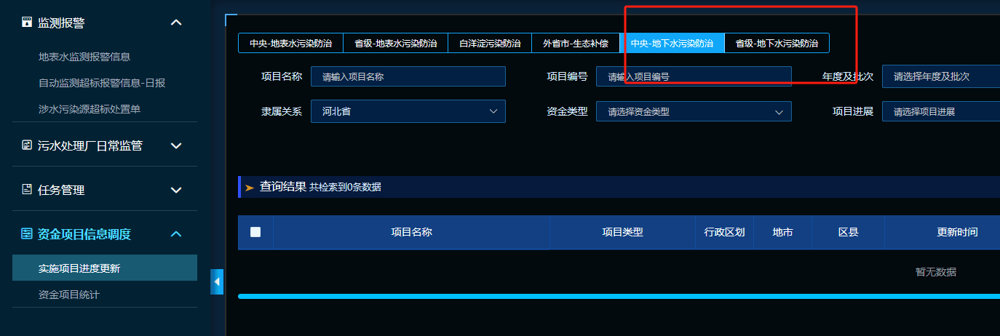 监测报警
地表水监测报警信息
自动监测超标报警信息-日报
涉水污染源超标处置单
污水处理厂日常监管
任务管理
资金项目信息调度
实施项目进度更新
资金项目统计
中央-地表水污染防治 省级-地表水污染防治 白洋淀污染防治 外省市-生态补偿 中央-地下水污染防治 省级-地下水污染防治
项目名称 请输入项目名称 项目编号 请输入项目编号 年度及批次 请选择年度及批次
隶属关系 河北省 资金类型 请选择资金类型 项目进展 请选择项目进展
查询结果 共检索到0条数据
项目名称 项目类型 行政区划 地市 区县 更新时间
暂无数据